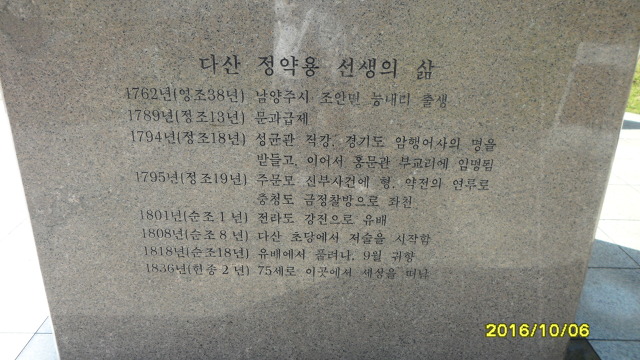 다산 정약용 선생의 삶
1762년(영조38년) 남양주시 조안면 능내리 출생
1789년(정조13년) 문과급제
1794년(정조18년) 성균관 직강, 경기도 암행어사의 명을
받들고, 이어서 홍문관 부교리에 임명됨
1795년(정조19년) 주문모 신부사건에 형, 약전의 연루로
충청도 금정찰방으로 좌천
1801년(순조 1 년) 전라도 강진으로 유배
1808년(순조 8 년) 다산 초당에서 저술을 시작함
1818년(순조18년) 유배에서 풀려나, 9월 귀향
1836년(헌종 2 년) 75세로 이곳에서 세상을 떠남
2016/10/06